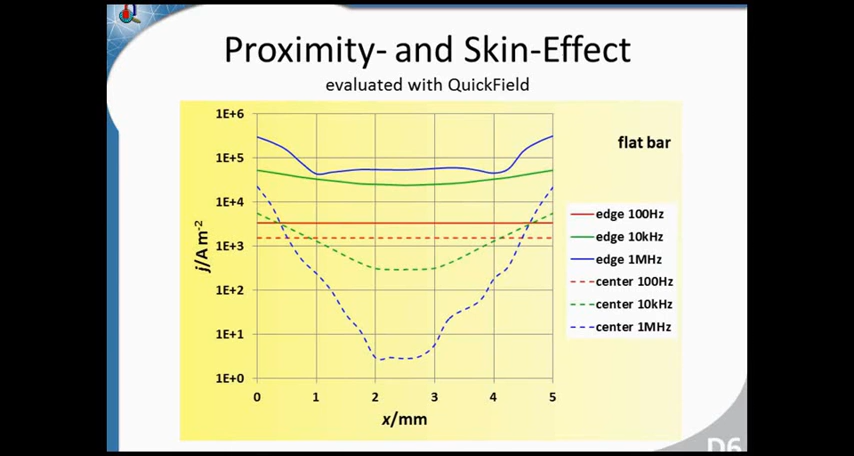 Proximity- and Skin-Effect
evaluated with QuickField
flat bar
j/A m-2
1E+6
1E+5
1E+4
1E+3
1E+2
1E+1
1E+0
0 1 2 3 4 5
x/mm
edge 100Hz
edge 10kHz
edge 1MHz
center 100Hz
center 10kHz
center 1MHz
D6